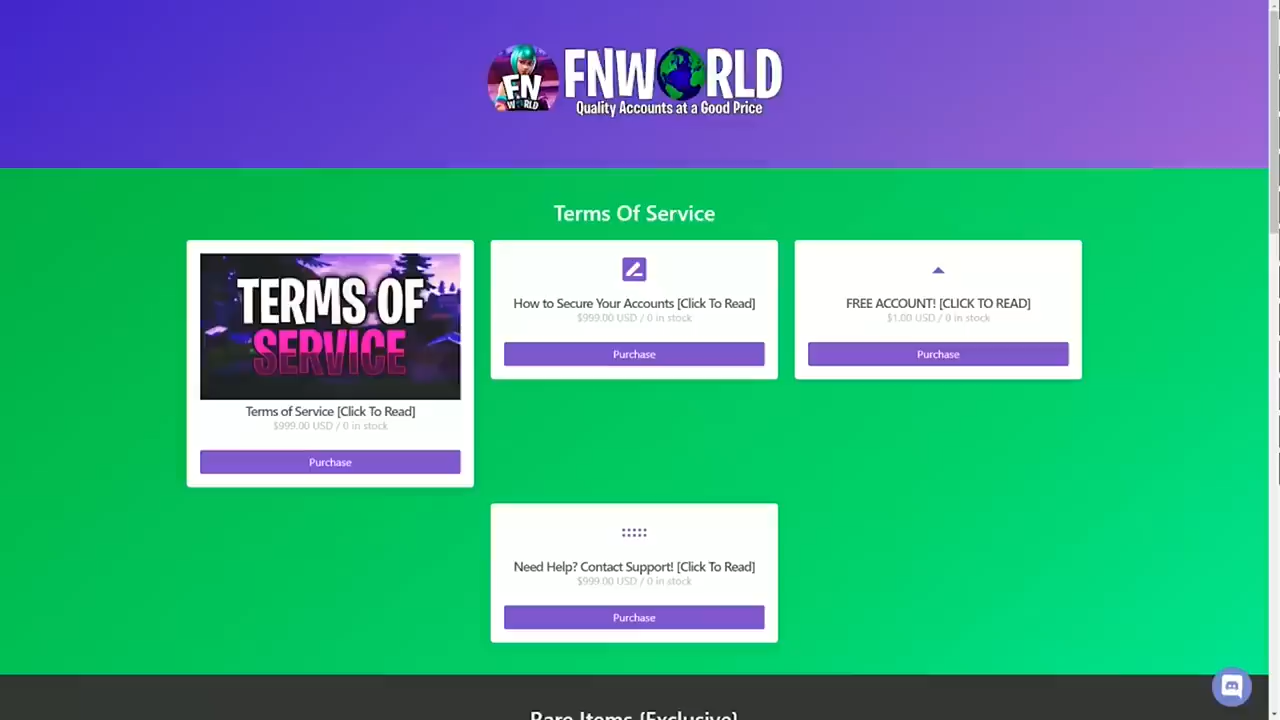 FN
WORLD
FNWORLD
Quality Accounts at a Good Price
Terms Of Service
TERMS OF
SERVICE
Terms of Service [Click To Read]
$999.00 USD / 0 in stock
Purchase
How to Secure Your Accounts [Click To Read]
$999.00 USD / 0 in stock
Purchase
FREE ACCOUNT! [CLICK TO READ]
$1.00 USD / 0 in stock
Purchase
Need Help? Contact Support! [Click To Read]
$999.00 USD / 0 in stock
Purchase
Rare Items {Exclusive}